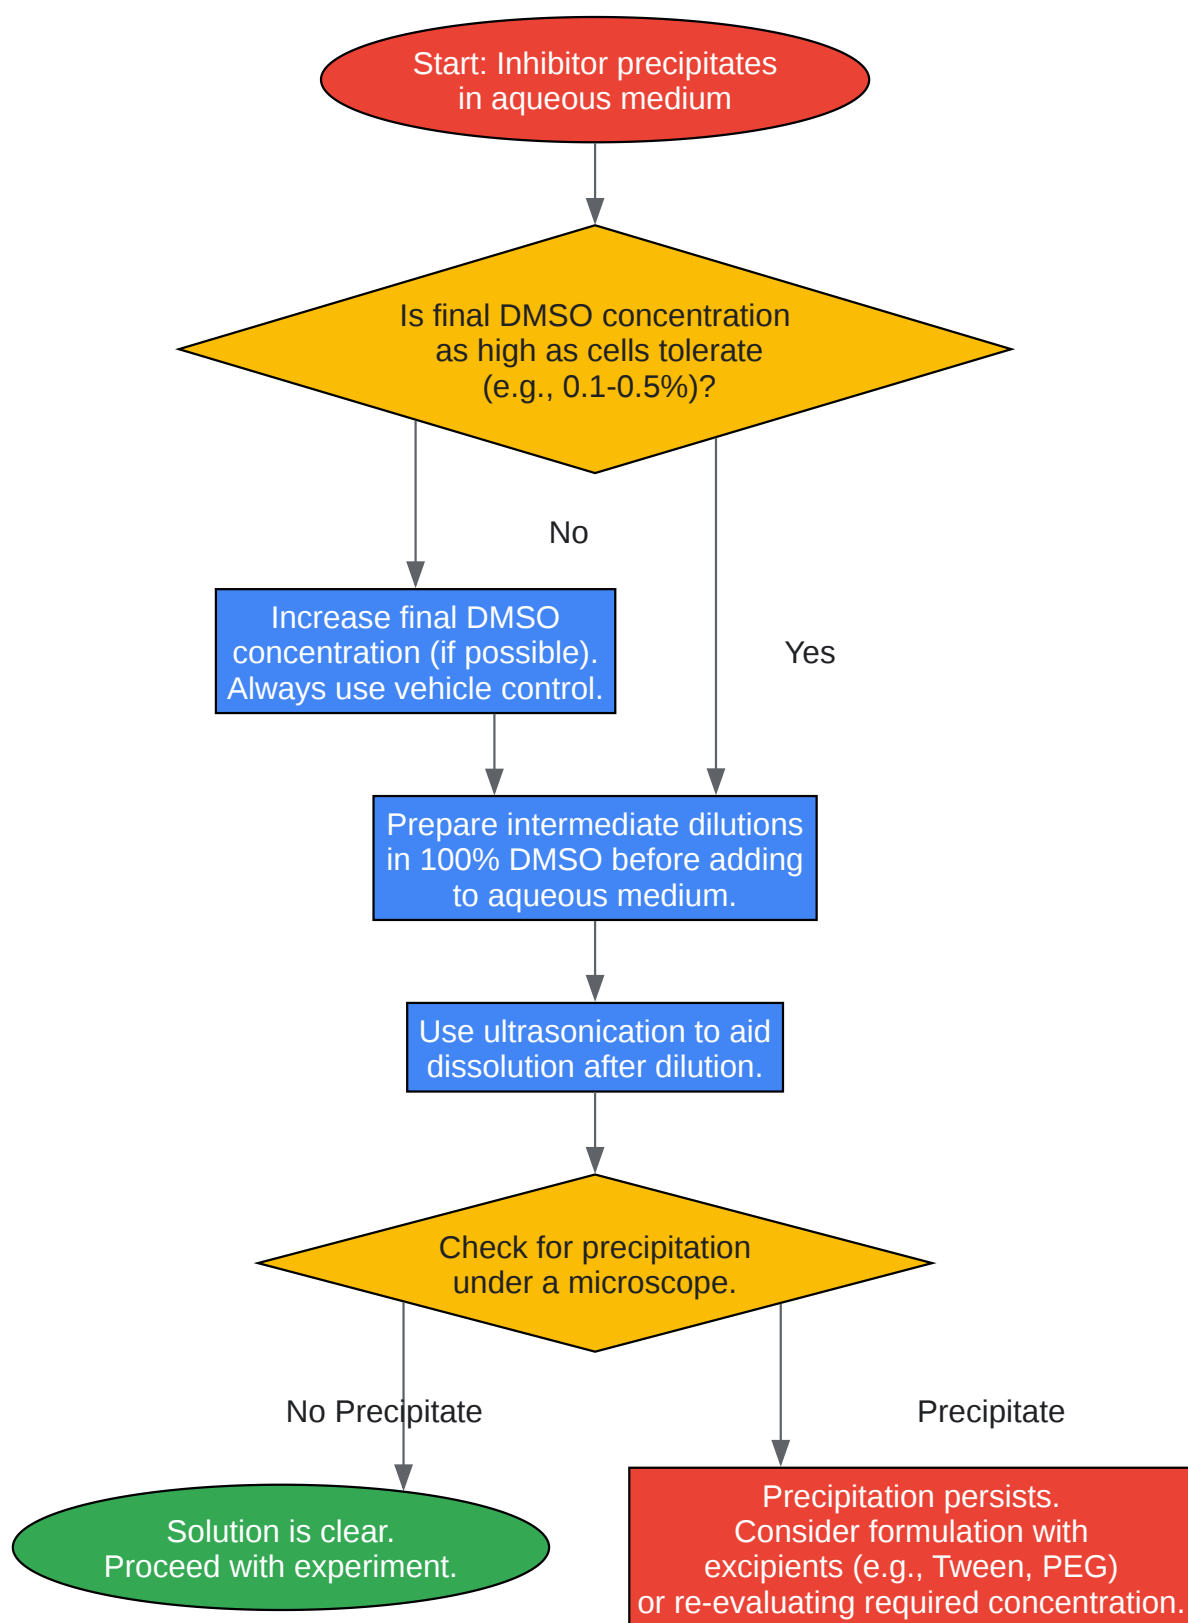 Start: Inhibitor precipitates
in aqueous medium
Is final DMSO concentration
as high as cells tolerate
(e.g., 0.1-0.5%)?
No
Increase final DMSO
concentration (if possible).
Always use vehicle control.
Yes
Prepare intermediate dilutions
in 100% DMSO before adding
to aqueous medium.
Use ultrasonication to aid
dissolution after dilution.
Check for precipitation
under a microscope.
No Precipitate
Precipitate
Solution is clear.
Proceed with experiment.
Precipitation persists.
Consider formulation with
excipients (e.g., Tween, PEG)
or re-evaluating required concentration.